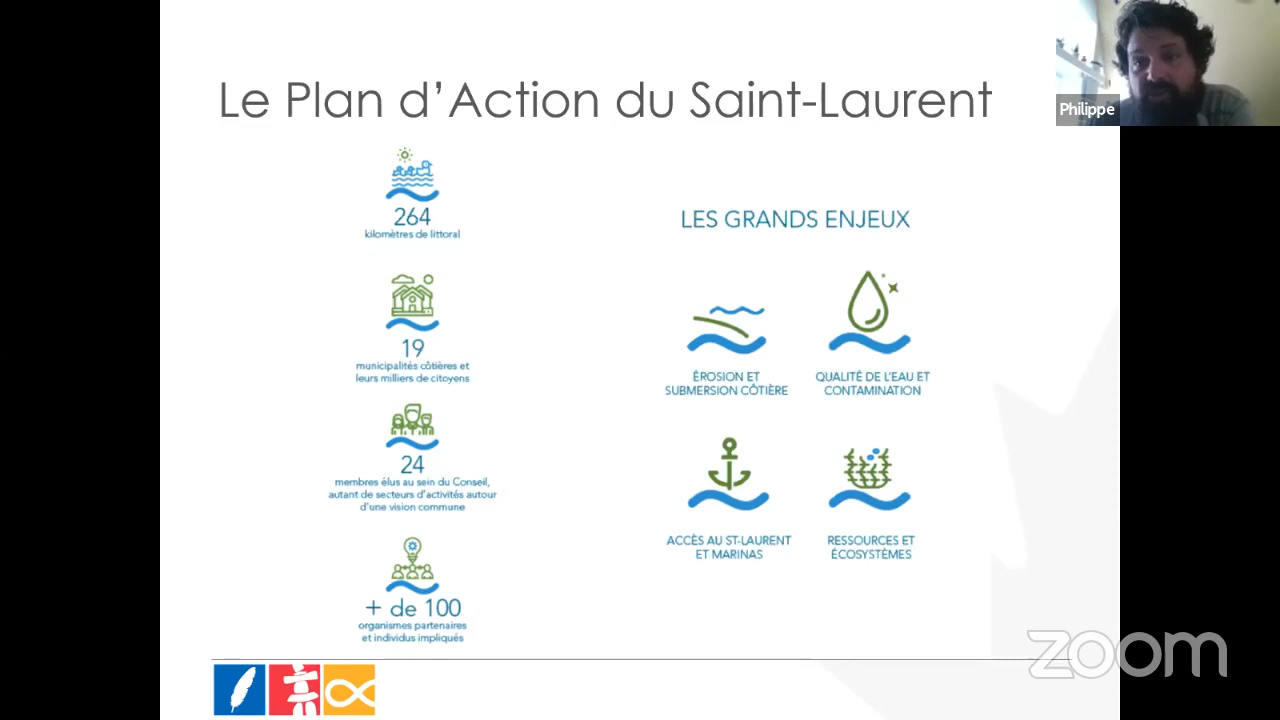 Le Plan d'Action du Saint-Laurent
Philippe
264
kilomètres de littoral
19
municipalités côtières et
leurs milliers de citoyens
24
membres élus au sein du Conseil,
autant de secteurs d'activités autour
d'une vision commune
+ de 100
organismes partenaires
et individus impliqués
LES GRANDS ENJEUX
ÉROSION ET
SUBMERSION CÔTIÈRE
QUALITÉ DE L'EAU ET
CONTAMINATION
ACCÈS AU ST-LAURENT
ET MARINAS
RESSOURCES ET
ÉCOSYSTÈMES
zoom